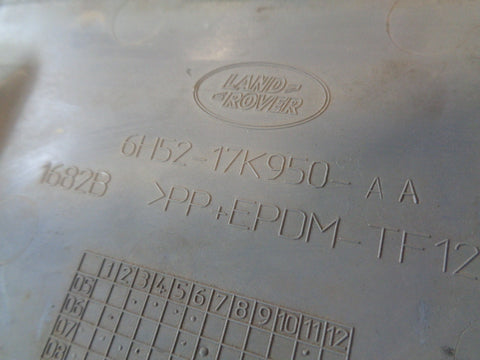 LAND
ROVER
6H52-17K950-AA
1682B >PP+EPDM-TF12
1 2 3 4 5 6 7 8 9 10 11 12
05
06
07
08